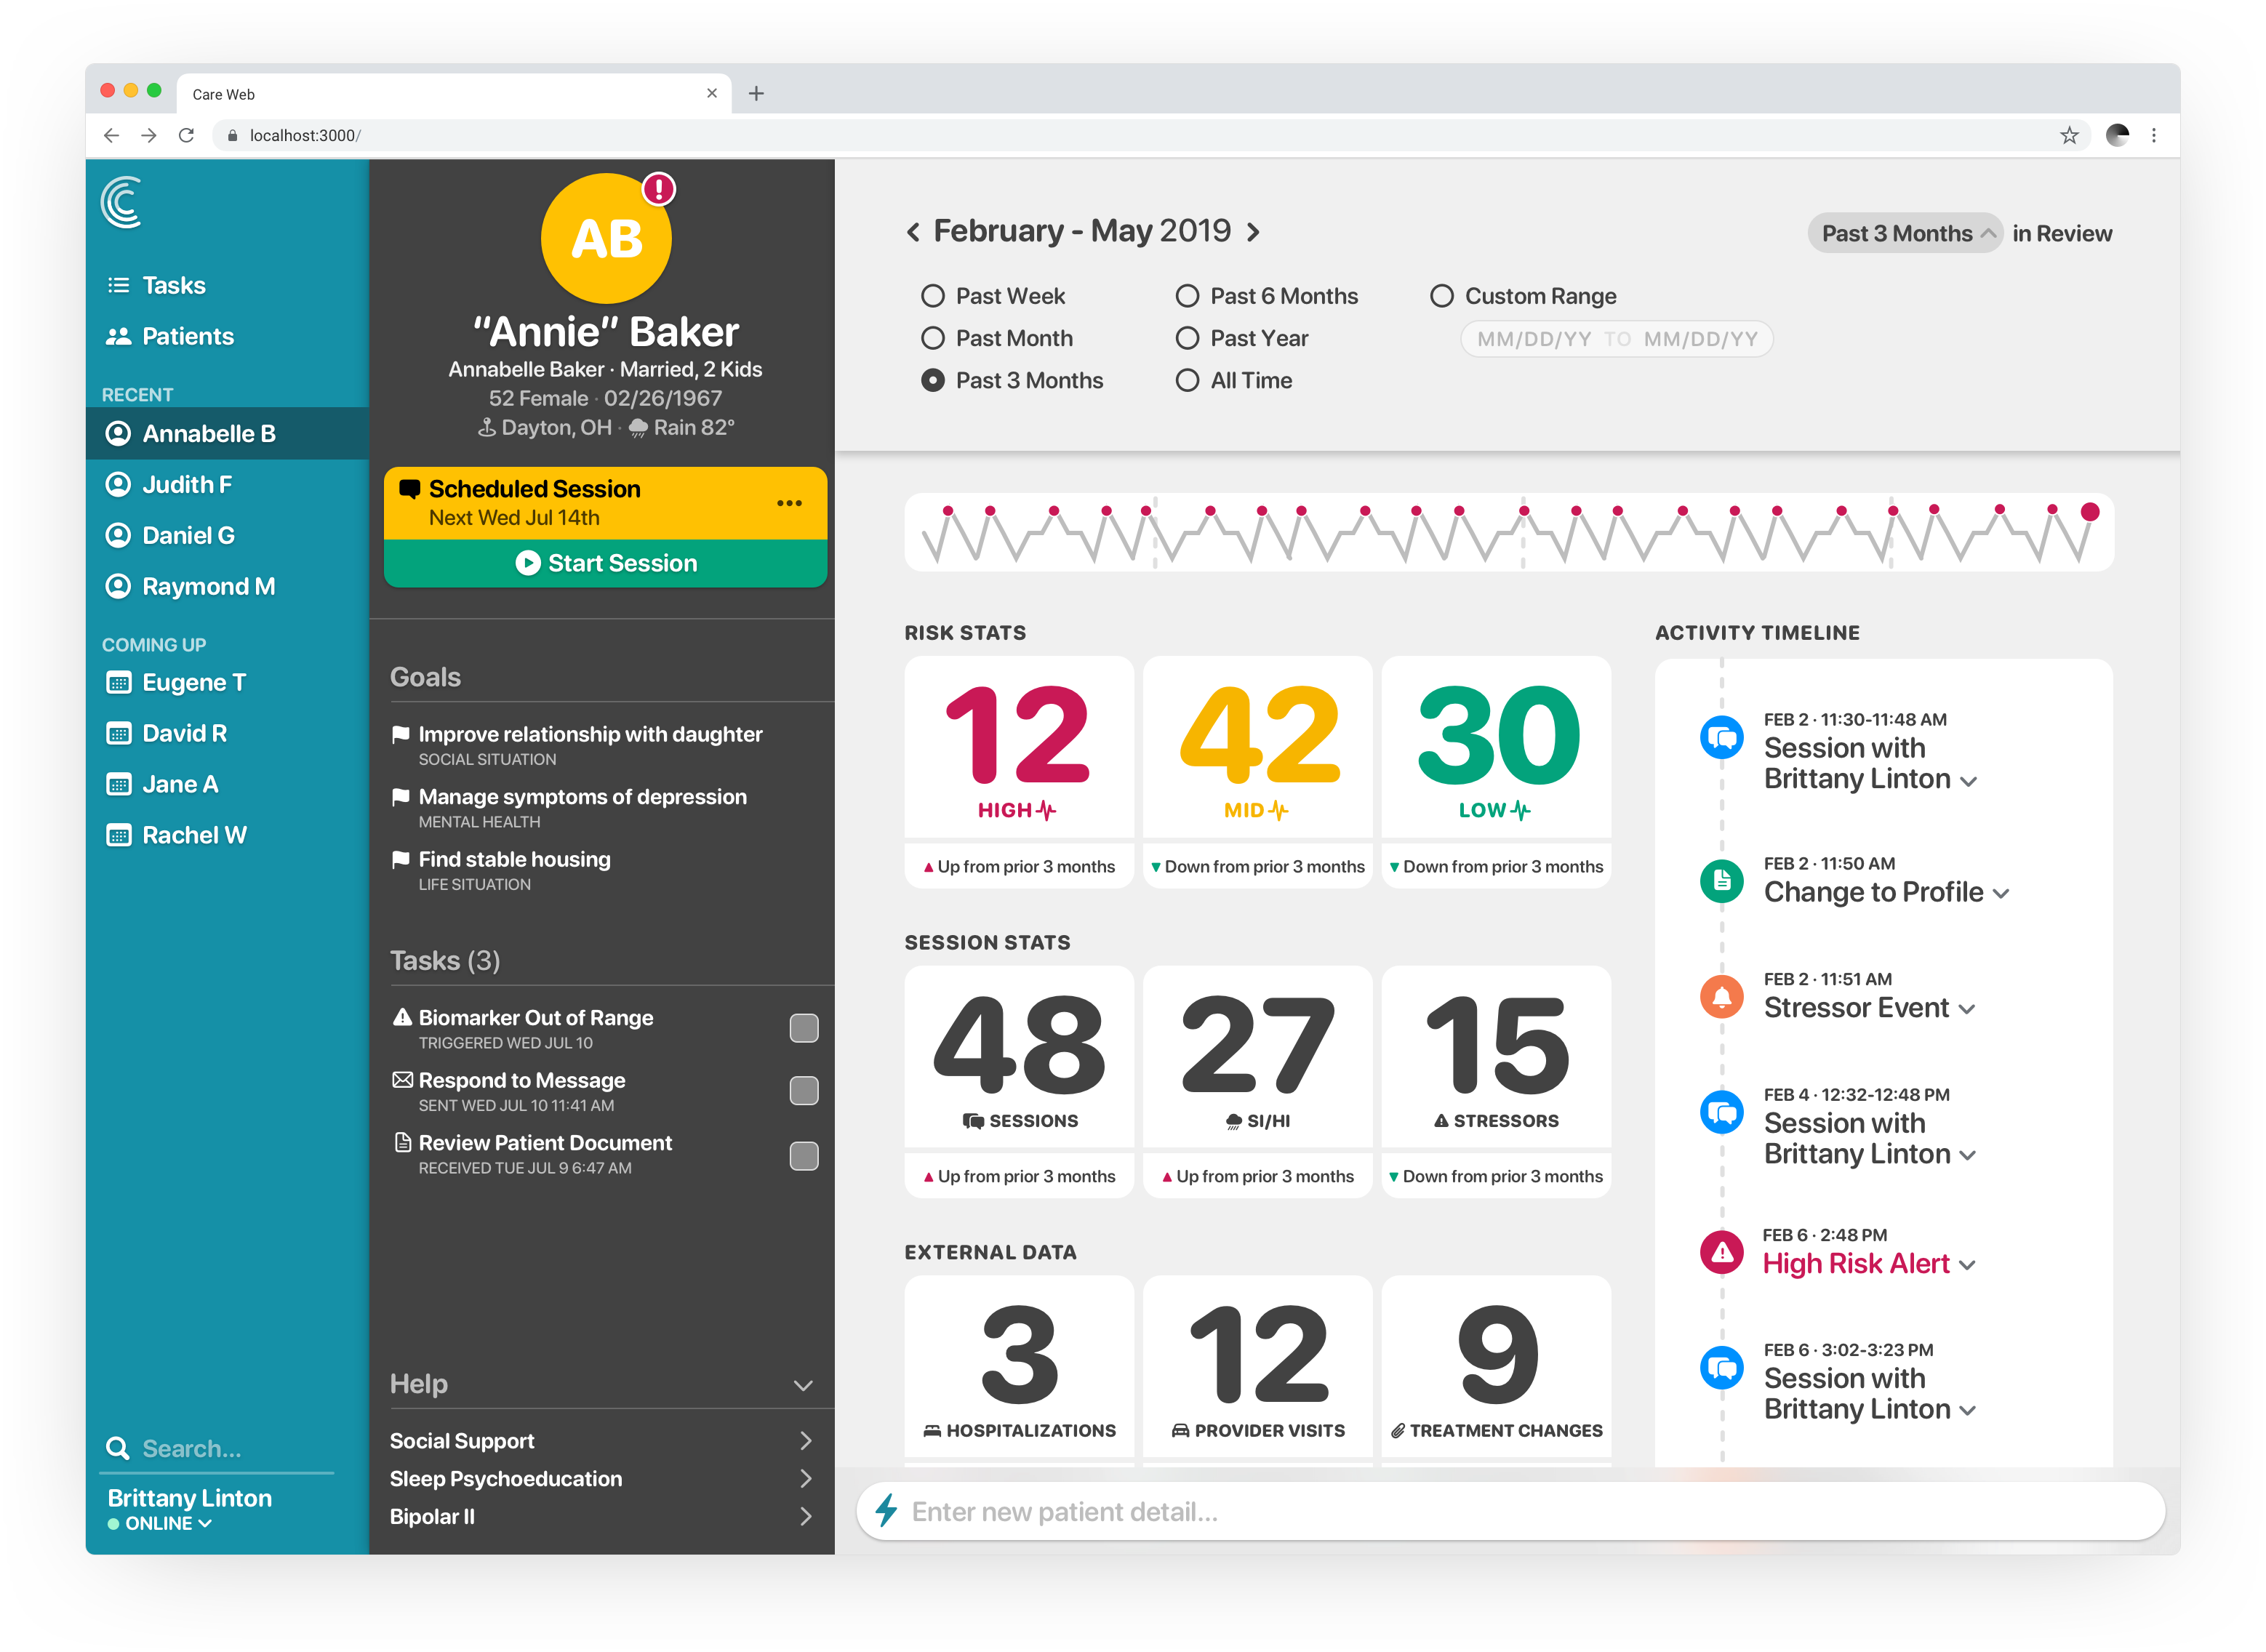 Care Web
localhost:3000/
Tasks
Patients
RECENT
Annabelle B
Judith F
Daniel G
Raymond M
COMING UP
Eugene T
David R
Jane A
Rachel W
Search...
Brittany Linton
ONLINE
AB
“Annie” Baker
Annabelle Baker · Married, 2 Kids
52 Female · 02/26/1967
Dayton, OH · Rain 82°
Scheduled Session
Next Wed Jul 14th
Start Session
Goals
Improve relationship with daughter
SOCIAL SITUATION
Manage symptoms of depression
MENTAL HEALTH
Find stable housing
LIFE SITUATION
Tasks (3)
Biomarker Out of Range
TRIGGERED WED JUL 10
Respond to Message
SENT WED JUL 10 11:41 AM
Review Patient Document
RECEIVED TUE JUL 9 6:47 AM
Help
Social Support
Sleep Psychoeducation
Bipolar II
February - May 2019
Past 3 Months in Review
Past Week
Past Month
Past 3 Months
Past 6 Months
Past Year
All Time
Custom Range
MM/DD/YY TO MM/DD/YY
RISK STATS
12
HIGH
Up from prior 3 months
42
MID
Down from prior 3 months
30
LOW
Down from prior 3 months
SESSION STATS
48
SESSIONS
Up from prior 3 months
27
SI/HI
Up from prior 3 months
15
STRESSORS
Down from prior 3 months
EXTERNAL DATA
3
HOSPITALIZATIONS
12
PROVIDER VISITS
9
TREATMENT CHANGES
ACTIVITY TIMELINE
FEB 2 · 11:30-11:48 AM
Session with
Brittany Linton
FEB 2 · 11:50 AM
Change to Profile
FEB 2 · 11:51 AM
Stressor Event
FEB 4 · 12:32-12:48 PM
Session with
Brittany Linton
FEB 6 · 2:48 PM
High Risk Alert
FEB 6 · 3:02-3:23 PM
Session with
Brittany Linton
Enter new patient detail...